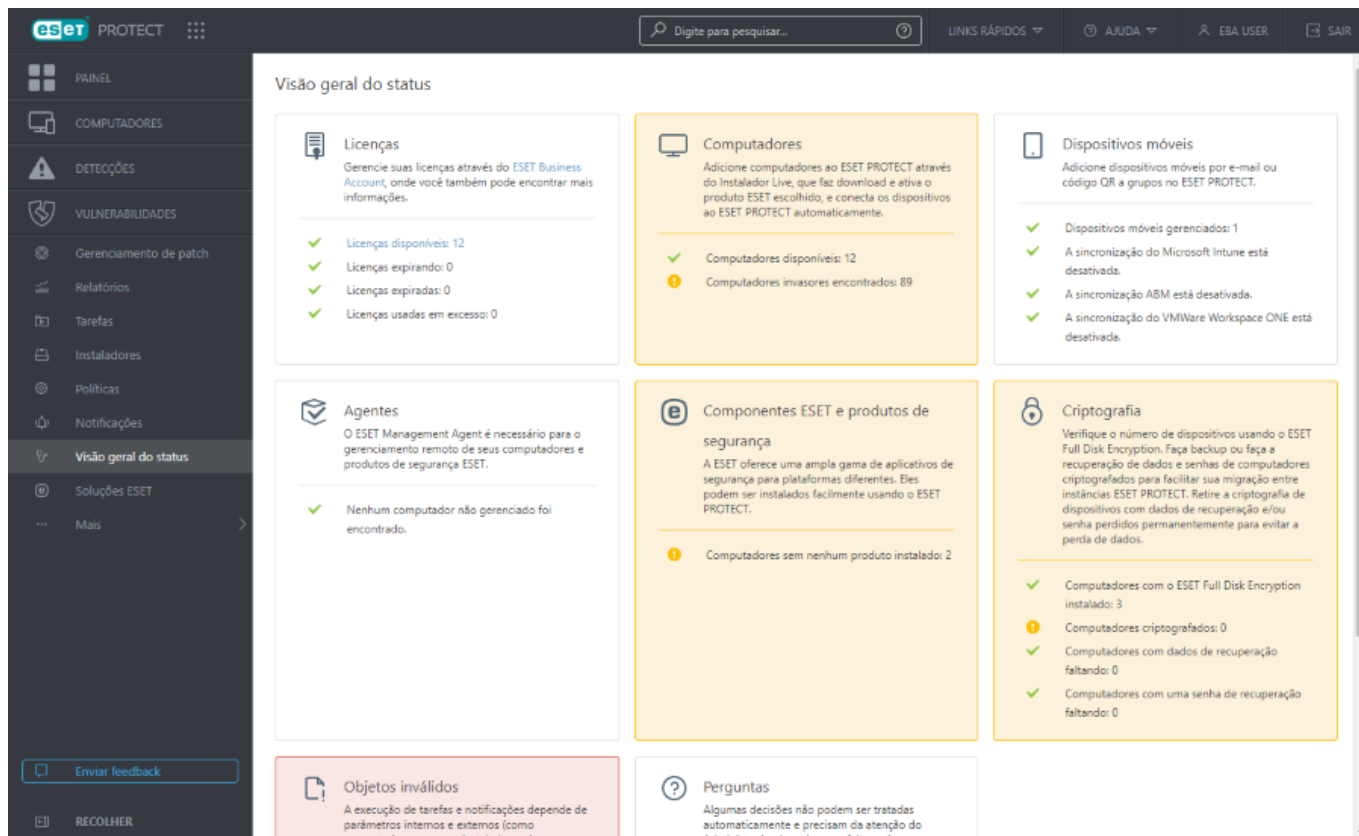 eset PROTECT
Digite para pesquisar...
LINKS RÁPIDOS
AJUDA
EBA USER
SAIR
PAINEL
COMPUTADORES
DETECÇÕES
VULNERABILIDADES
Gerenciamento de patch
Relatórios
Tarefas
Instaladores
Políticas
Notificações
Visão geral do status
Soluções ESET
Mais
Enviar feedback
RECOLHER
Visão geral do status
Licenças
Gerencie suas licenças através do ESET Business
Account, onde você também pode encontrar mais
informações.
Licenças disponíveis: 12
Licenças expirando: 0
Licenças expiradas: 0
Licenças usadas em excesso: 0
Computadores
Adicione computadores ao ESET PROTECT através
do Instalador Live, que faz download e ativa o
produto ESET escolhido, e conecta os dispositivos
ao ESET PROTECT automaticamente.
Computadores disponíveis: 12
Computadores invasores encontrados: 89
Dispositivos móveis
Adicione dispositivos móveis por e-mail ou
código QR a grupos no ESET PROTECT.
Dispositivos móveis gerenciados: 1
A sincronização do Microsoft Intune está
desativada.
A sincronização ABM está desativada.
A sincronização do VMWare Workspace ONE está
desativada.
Agentes
O ESET Management Agent é necessário para o
gerenciamento remoto de seus computadores e
produtos de segurança ESET.
Nenhum computador não gerenciado foi
encontrado.
Componentes ESET e produtos de
segurança
A ESET oferece uma ampla gama de aplicativos de
segurança para plataformas diferentes. Eles
podem ser instalados facilmente usando o ESET
PROTECT.
Computadores sem nenhum produto instalado: 2
Criptografia
Verifique o número de dispositivos usando o ESET
Full Disk Encryption. Faça backup ou faça a
recuperação de dados e senhas de computadores
criptografados para facilitar sua migração entre
instâncias ESET PROTECT. Retire a criptografia de
dispositivos com dados de recuperação e/ou
senha perdidos permanentemente para evitar a
perda de dados.
Computadores com o ESET Full Disk Encryption
instalado: 3
Computadores criptografados: 0
Computadores com dados de recuperação
faltando: 0
Computadores com uma senha de recuperação
faltando: 0
Objetos inválidos
A execução de tarefas e notificações depende de
parâmetros internos e externos (como
Perguntas
Algumas decisões não podem ser tratadas
automaticamente e precisam da atenção do